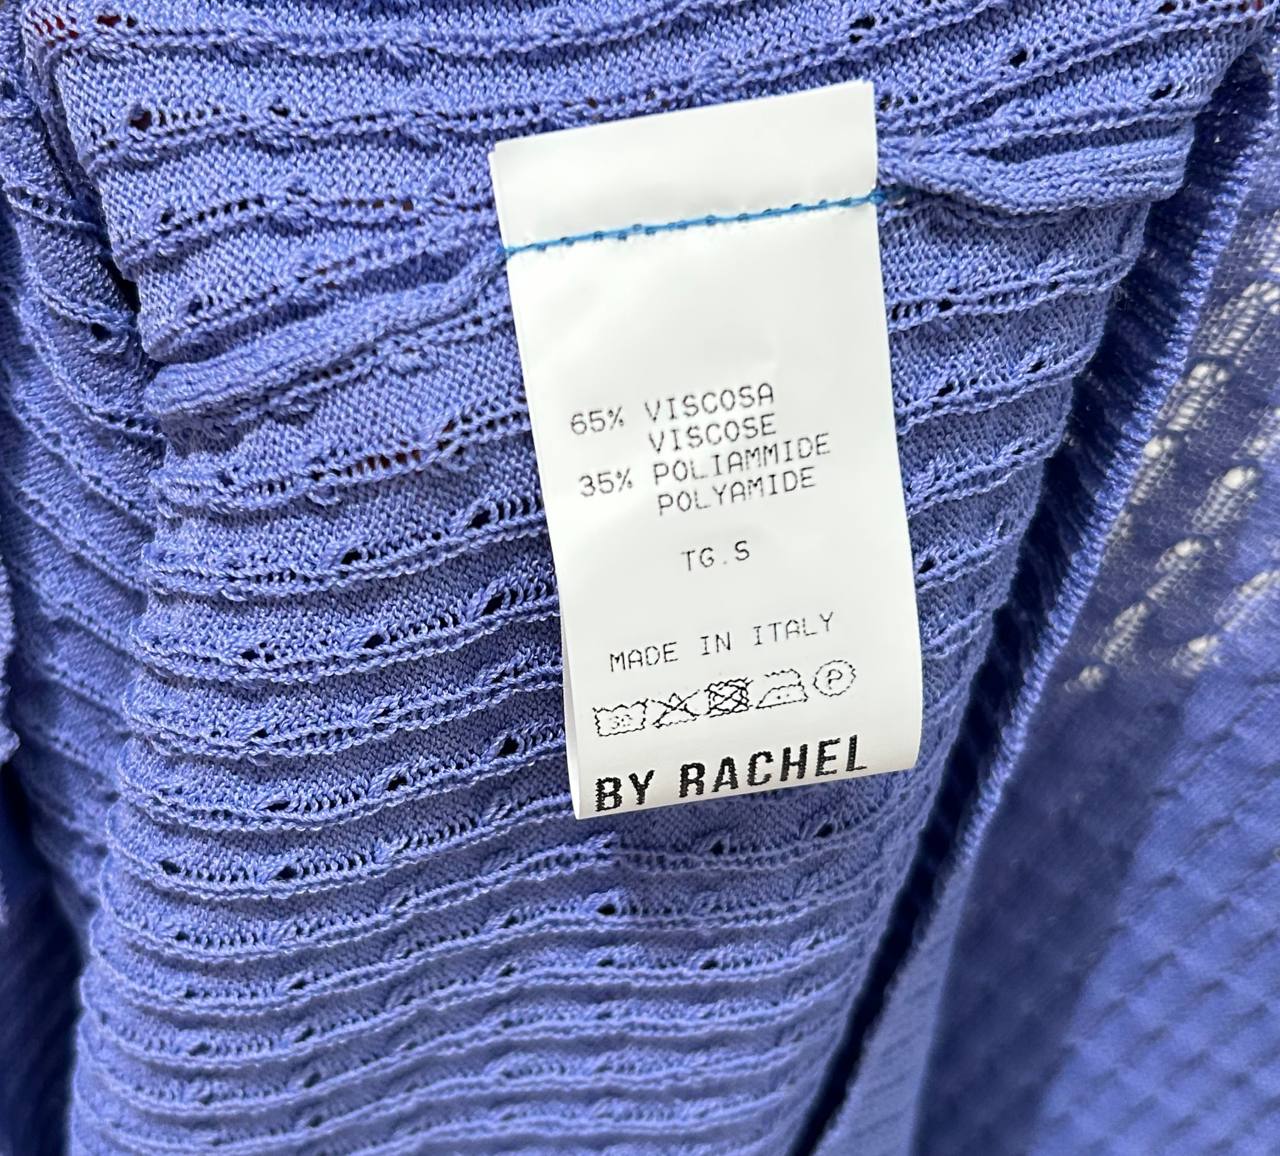 65% VISCOSA
VISCOSE
35% POLIAMMIDE
POLYAMIDE
TG.S
MADE IN ITALY
30 P
BY RACHEL